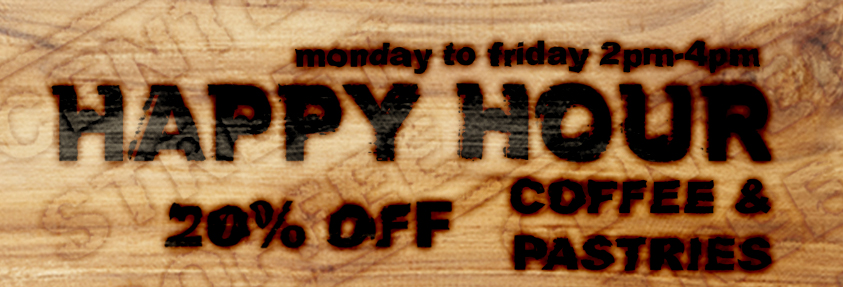 monday to friday 2pm-4pm
HAPPY HOUR
20% OFF
COFFEE &
PASTRIES